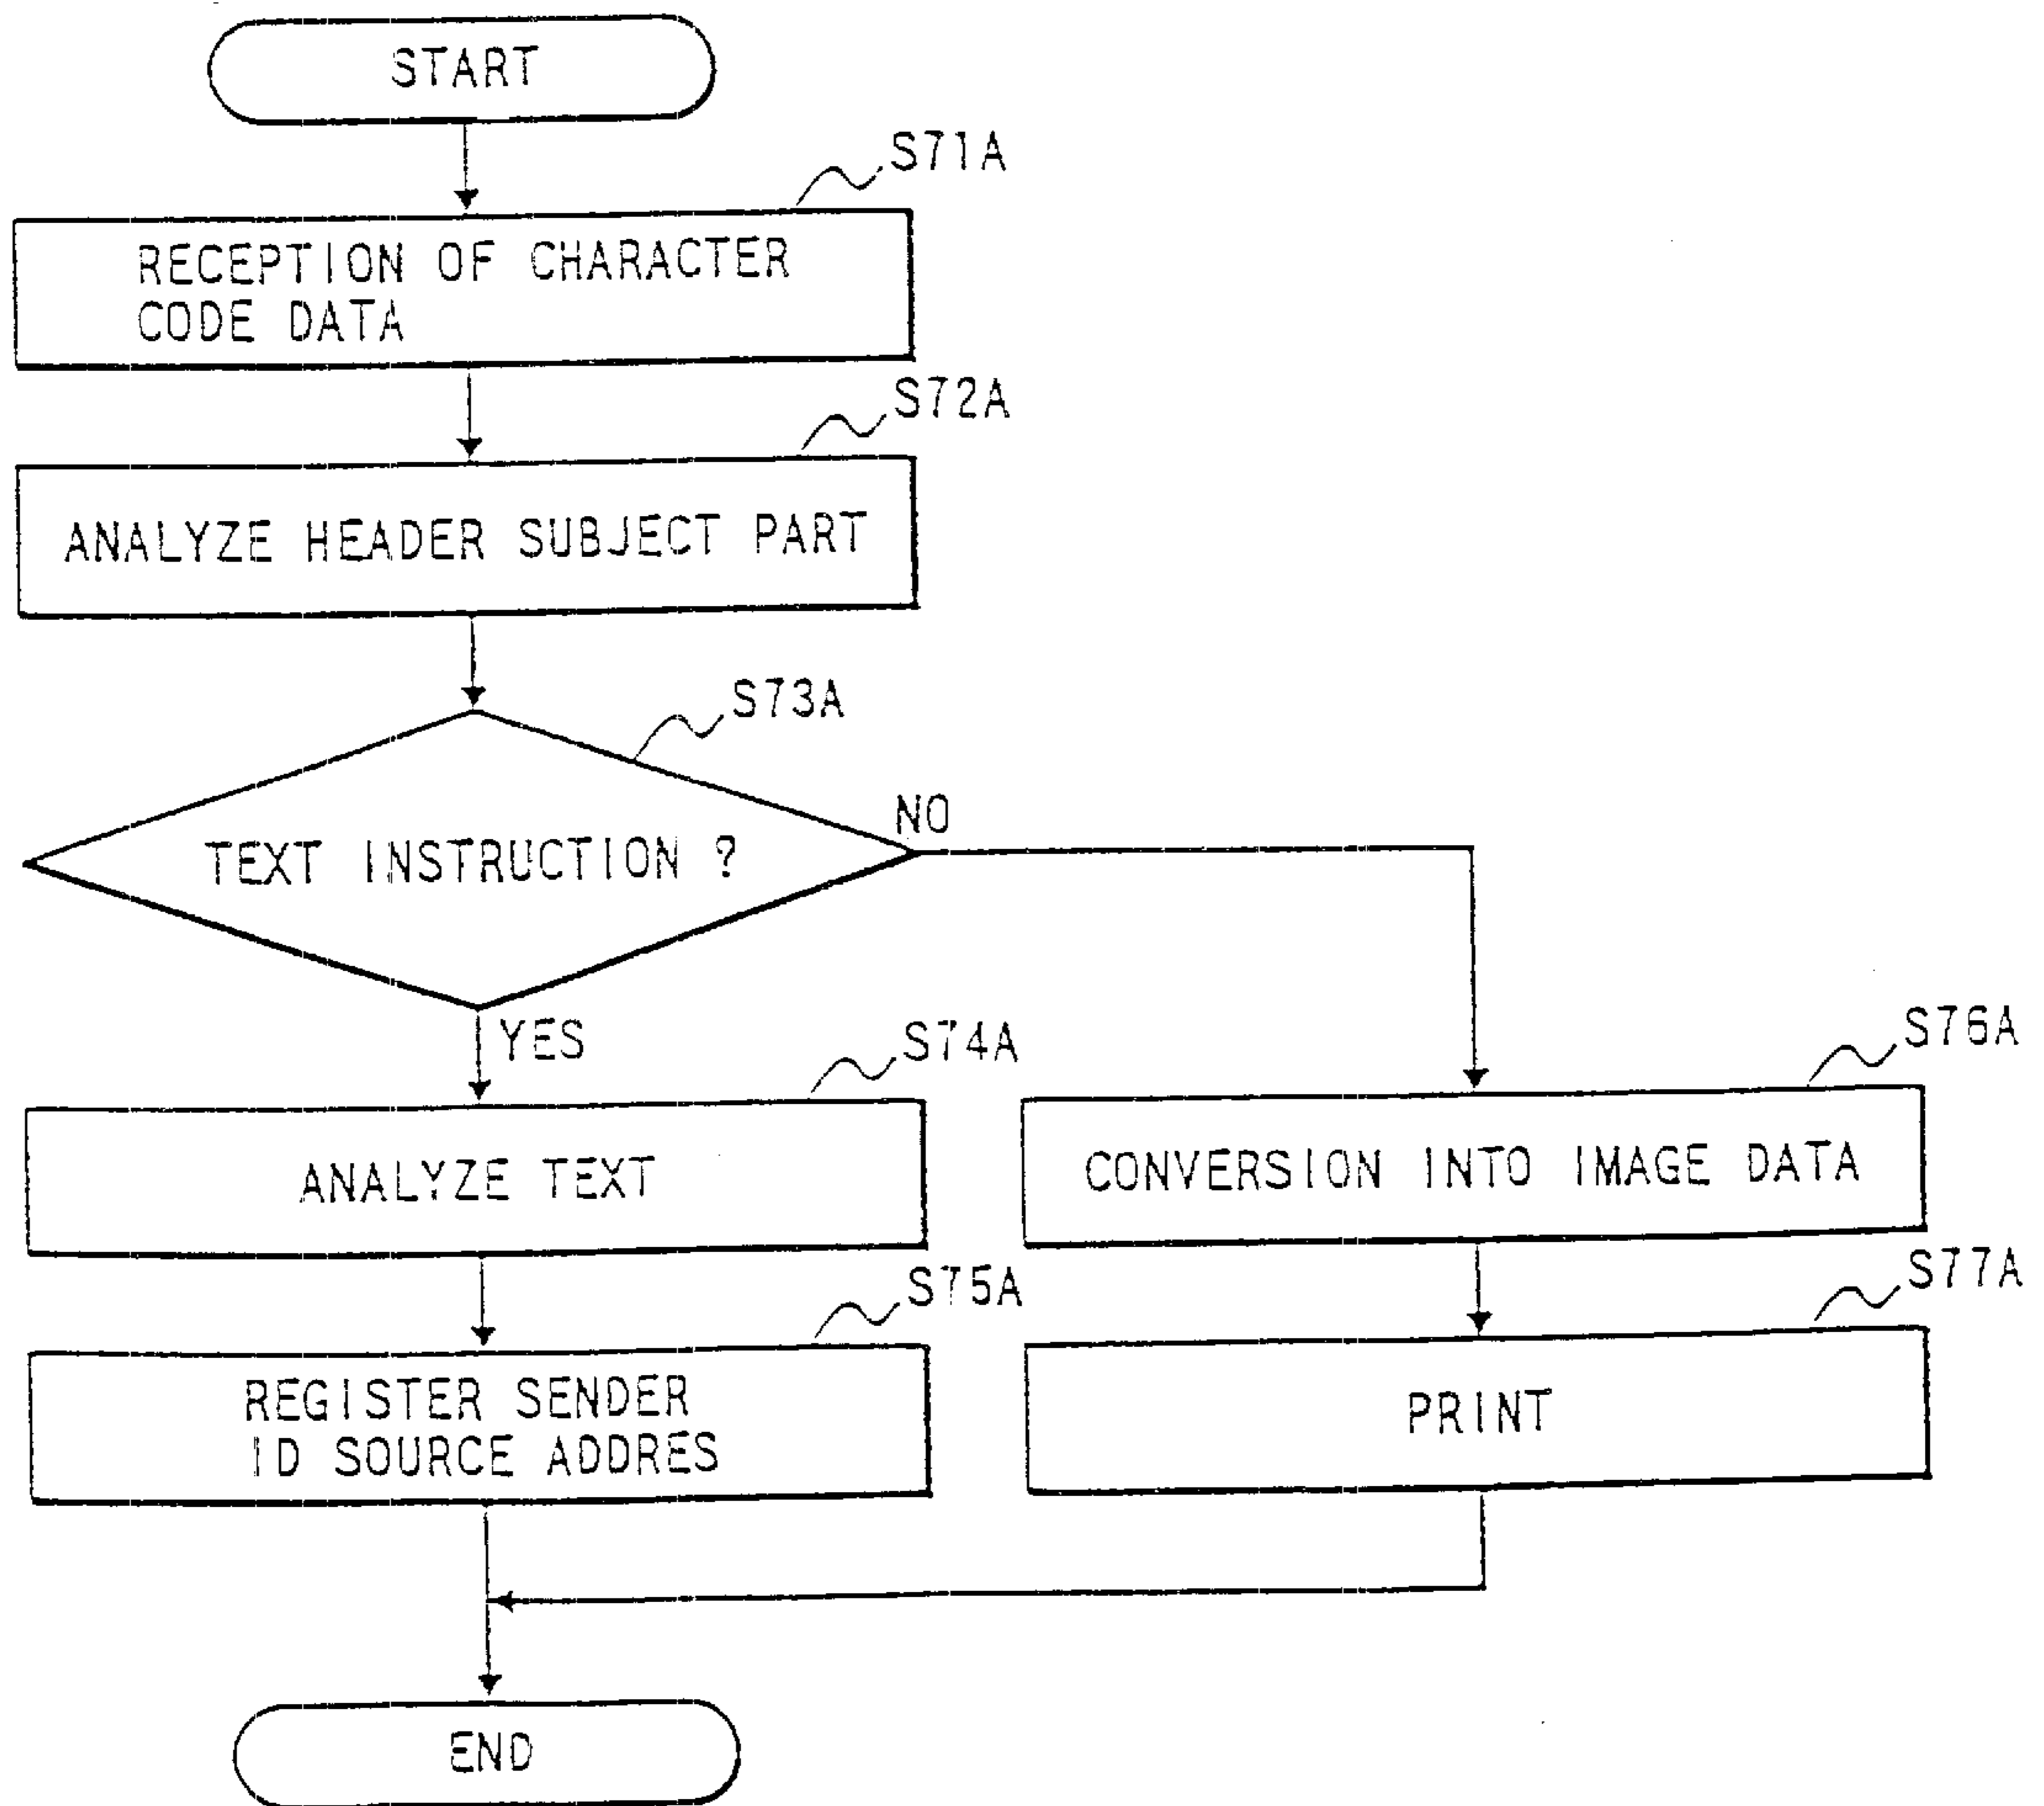 START
S71A
RECEPTION OF CHARACTER
CODE DATA
S72A
ANALYZE HEADER SUBJECT PART
S73A
TEXT INSTRUCTION ?
NO
YES
S74A
ANALYZE TEXT
S76A
CONVERSION INTO IMAGE DATA
S75A
REGISTER SENDER
ID SOURCE ADDRES
S77A
PRINT
END